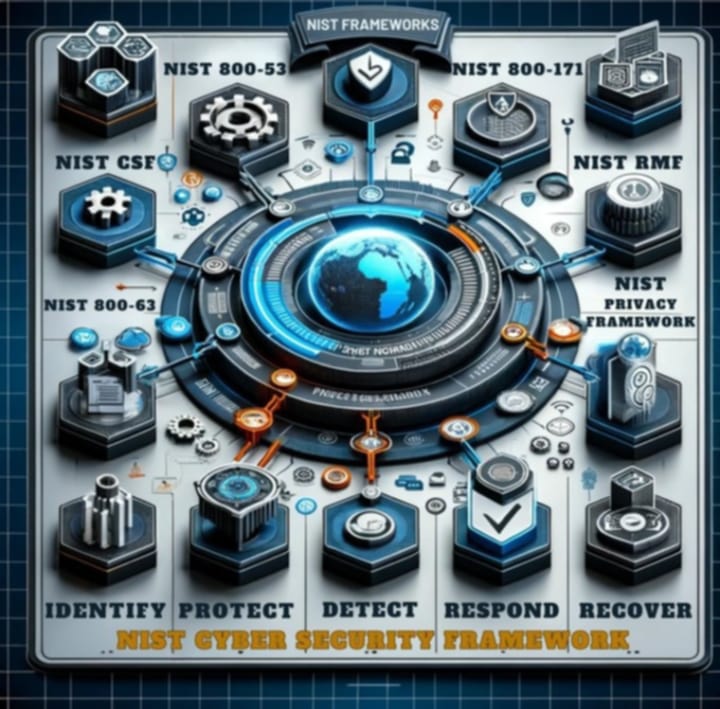 NIST FRAMEWORKS
NIST 800-53
NIST 800-171
NIST CSF
NIST RMF
NIST 800-63
NIST
PRIVACY
FRAMEWORK
IDENTIFY
PROTECT
DETECT
RESPOND
RECOVER
NIST CYBER SECURITY FRAMEWORK